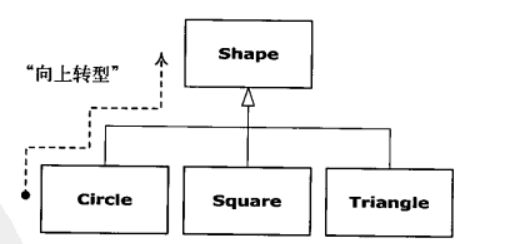 Shape
“向上转型”
Circle
Square
Triangle